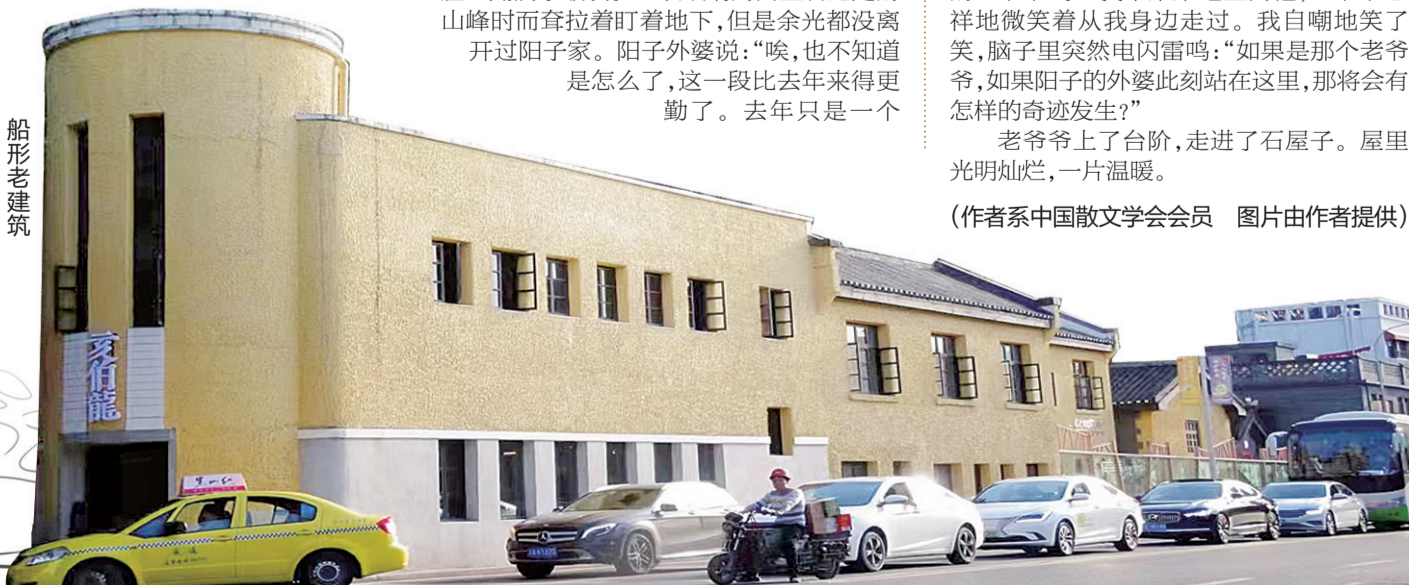 船形老建筑
山峰时而耷拉着盯着地下,但是余光都没离
开过阳子家。阳子外婆说:“唉,也不知道
是怎么了,这一段比去年来得更
勤了。去年只是一个
祥地微笑着从我身边走过。我自嘲地笑了
笑,脑子里突然电闪雷鸣:“如果是那个老爷
爷,如果阳子的外婆此刻站在这里,那将会有
怎样的奇迹发生?”
老爷爷上了台阶,走进了石屋子。屋里
光明灿烂,一片温暖。
(作者系中国散文学会会员　图片由作者提供)
亥伯龍